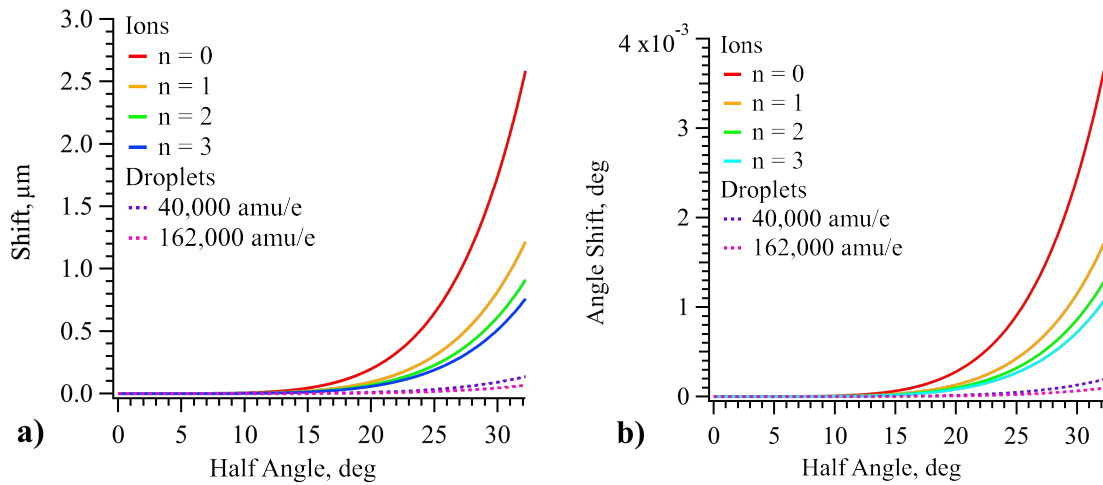 3.0
2.5
2.0
1.5
1.0
0.5
0.0
Shift, μm
Ions
n = 0
n = 1
n = 2
n = 3
Droplets
40,000 amu/e
162,000 amu/e
0 5 10 15 20 25 30
Half Angle, deg
a)
4 x10-3
3
2
1
0
Angle Shift, deg
Ions
n = 0
n = 1
n = 2
n = 3
Droplets
40,000 amu/e
162,000 amu/e
0 5 10 15 20 25 30
Half Angle, deg
b)